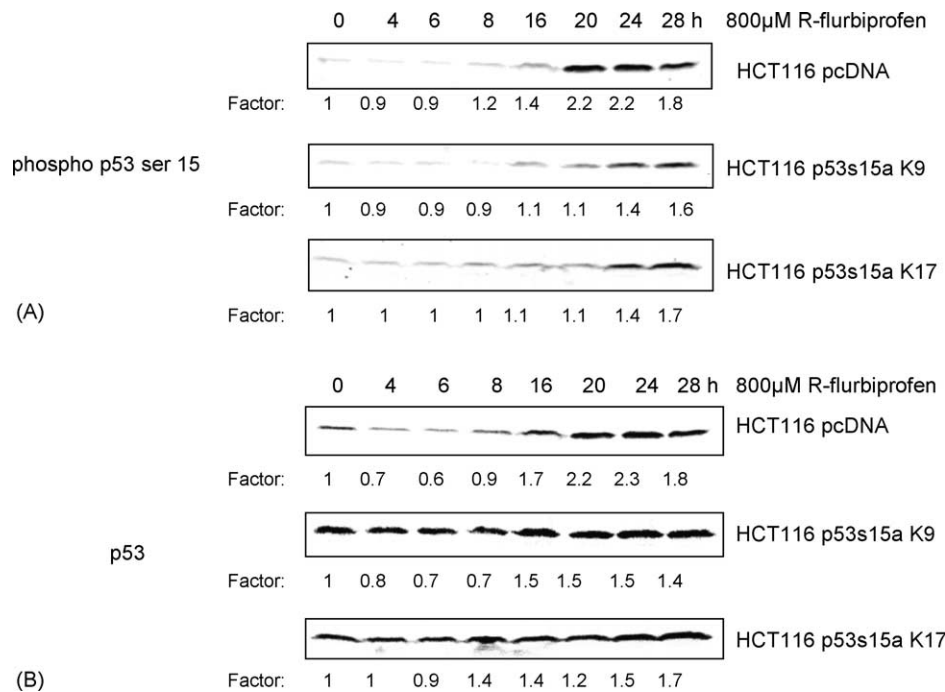 0 4 6 8 16 20 24 28 h 800µM R-flurbiprofen
HCT116 pcDNA
Factor: 1 0.9 0.9 1.2 1.4 2.2 2.2 1.8
phospho p53 ser 15
HCT116 p53s15a K9
Factor: 1 0.9 0.9 0.9 1.1 1.1 1.4 1.6
HCT116 p53s15a K17
(A)
Factor: 1 1 1 1 1.1 1.1 1.4 1.7
0 4 6 8 16 20 24 28 h 800µM R-flurbiprofen
HCT116 pcDNA
Factor: 1 0.7 0.6 0.9 1.7 2.2 2.3 1.8
HCT116 p53s15a K9
p53
Factor: 1 0.8 0.7 0.7 1.5 1.5 1.5 1.4
HCT116 p53s15a K17
(B) Factor: 1 1 0.9 1.4 1.4 1.2 1.5 1.7